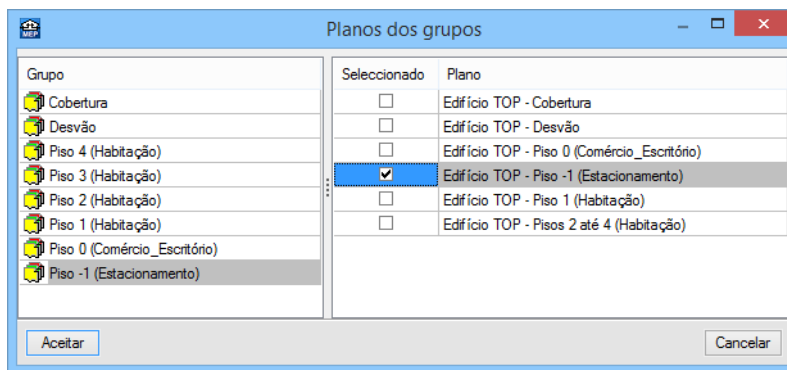 MEP
Planos dos grupos
Grupo
Cobertura
Desvão
Piso 4 (Habitação)
Piso 3 (Habitação)
Piso 2 (Habitação)
Piso 1 (Habitação)
Piso 0 (Comércio_Escritório)
Piso -1 (Estacionamento)
Seleccionado Plano
Edifício TOP - Cobertura
Edifício TOP - Desvão
Edifício TOP - Piso 0 (Comércio_Escritório)
Edifício TOP - Piso -1 (Estacionamento)
Edifício TOP - Piso 1 (Habitação)
Edifício TOP - Pisos 2 até 4 (Habitação)
Aceitar
Cancelar